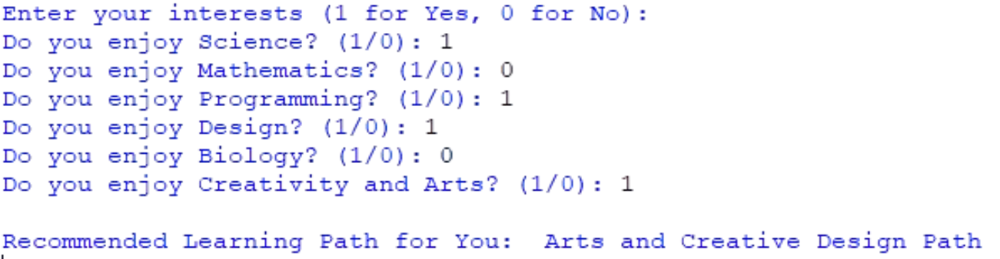 Enter your interests (1 for Yes, 0 for No):
Do you enjoy Science? (1/0): 1
Do you enjoy Mathematics? (1/0): 0
Do you enjoy Programming? (1/0): 1
Do you enjoy Design? (1/0): 1
Do you enjoy Biology? (1/0): 0
Do you enjoy Creativity and Arts? (1/0): 1
Recommended Learning Path for You:  Arts and Creative Design Path